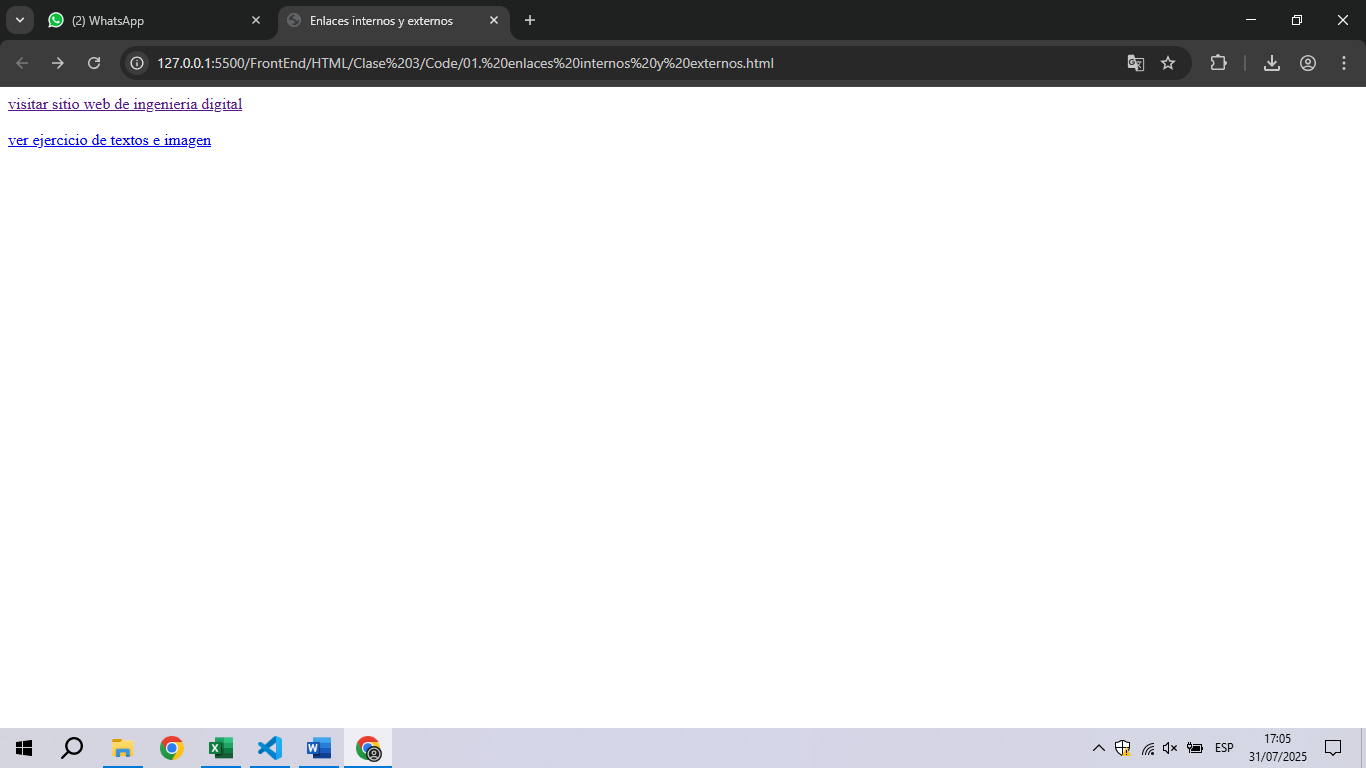 (2) WhatsApp
Enlaces internos y externos
127.0.0.1:5500/FrontEnd/HTML/Clase%203/Code/01.%20enlaces%20internos%20y%20externos.html
visitar sitio web de ingenieria digital
ver ejercicio de textos e imagen
ESP
17:05
31/07/2025